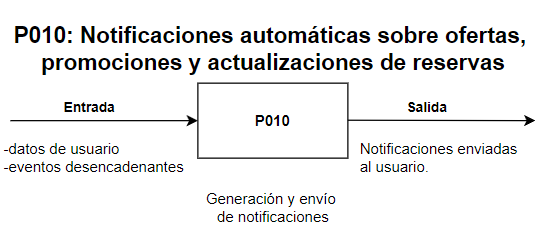 P010: Notificaciones automáticas sobre ofertas,
promociones y actualizaciones de reservas
Entrada
P010
Salida
-datos de usuario
-eventos desencadenantes
Notificaciones enviadas
al usuario.
Generación y envío
de notificaciones